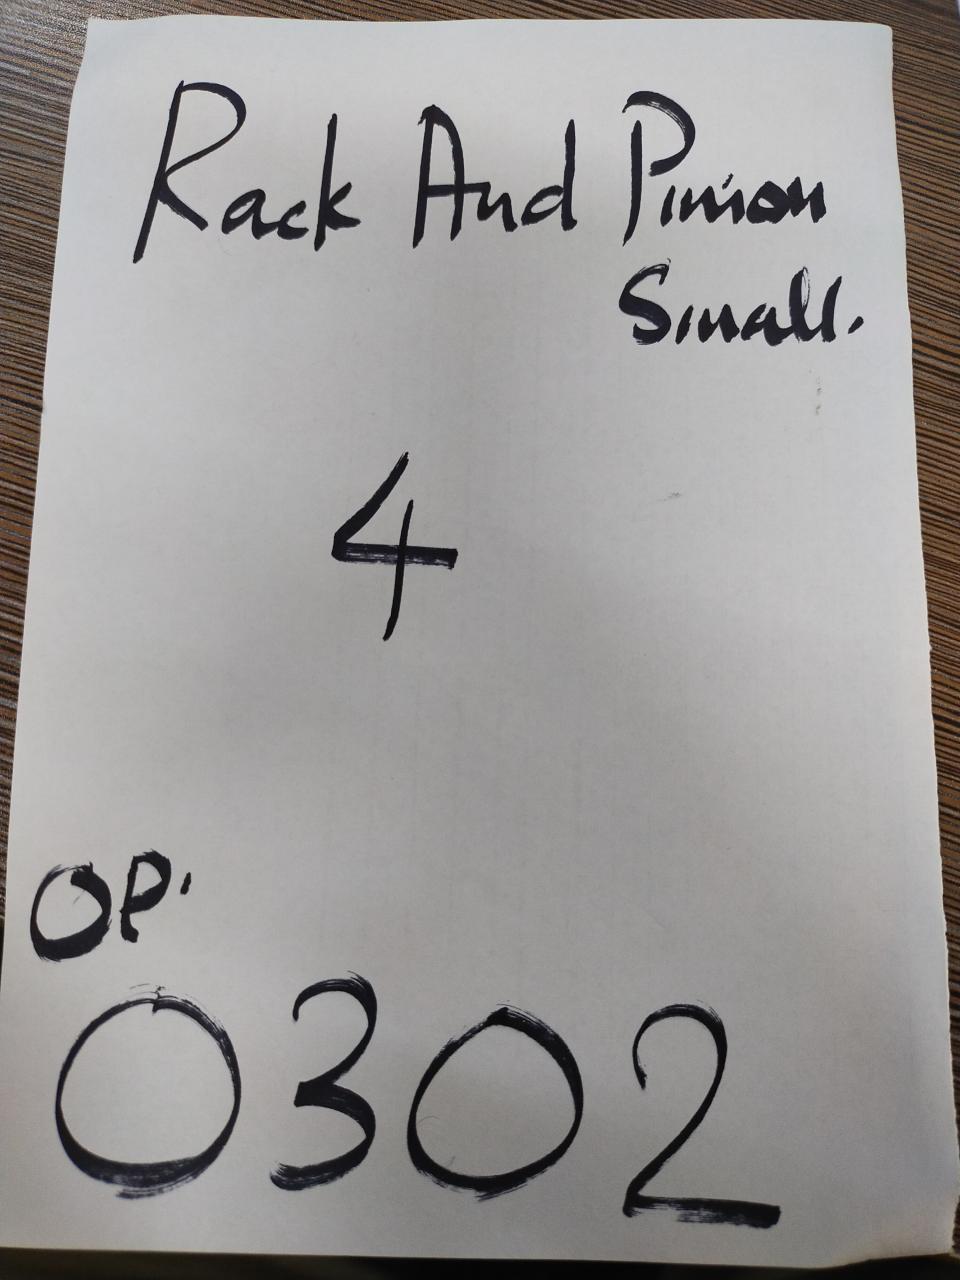 Rack And Pinion
Small.
4
OP.
0302